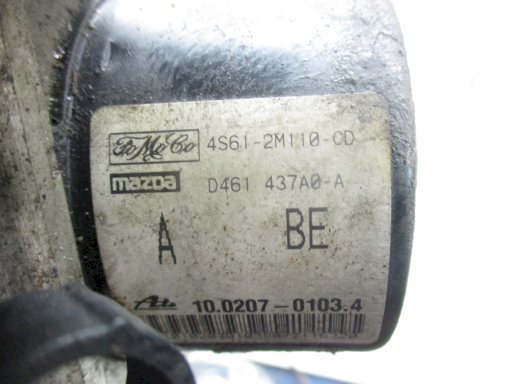 FoMoCo 4S61-2M110-CD
mazda D461 437A0-A
A BE
Ate 10.0207-0103.4